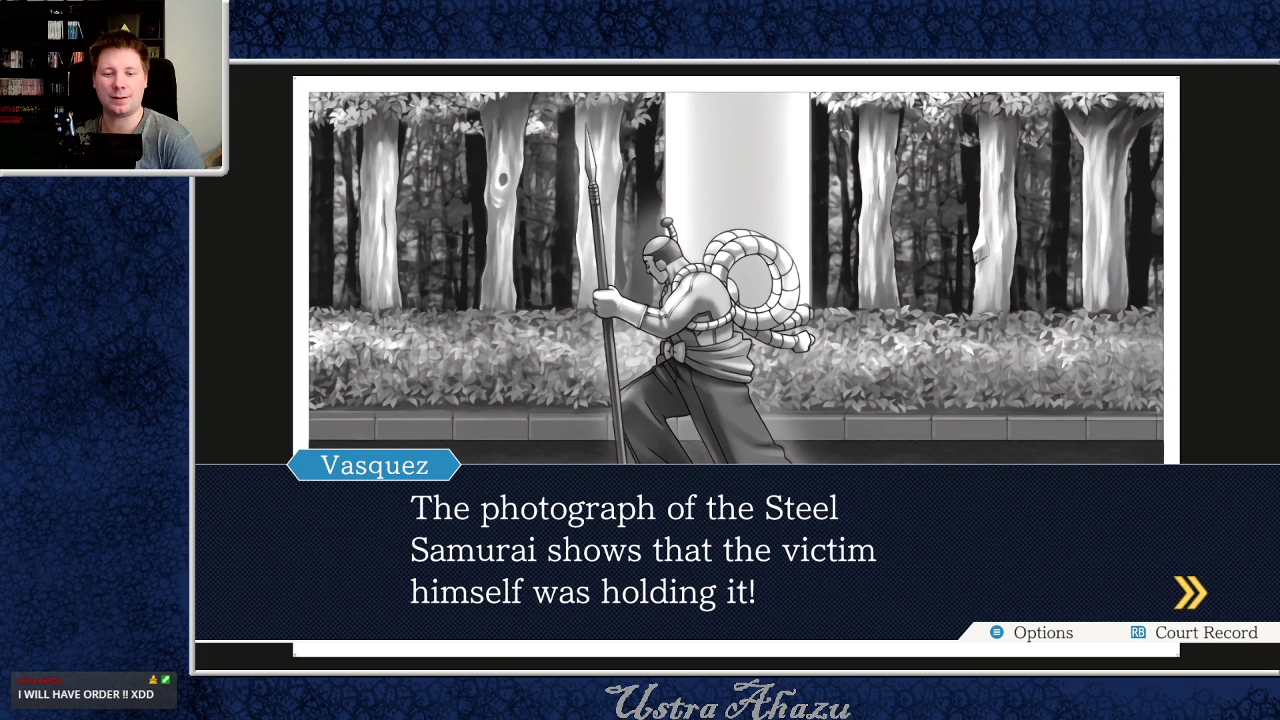 Vasquez
The photograph of the Steel
Samurai shows that the victim
himself was holding it!
Options
RB Court Record
I WILL HAVE ORDER !! XDD
Ustra Ahazu